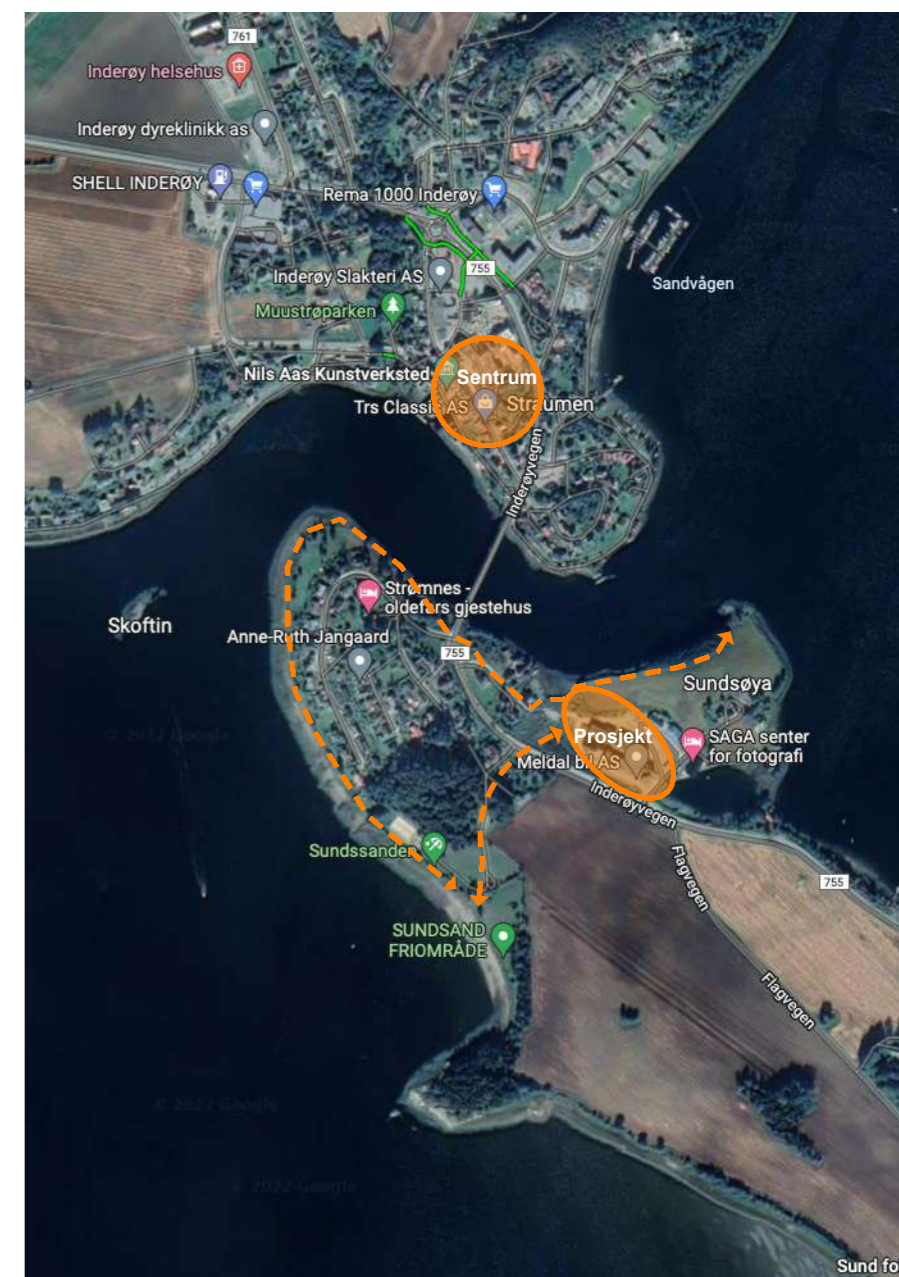 761
Inderøy helsehus
Inderøy dyreklinikk as
SHELL INDERØY
Rema 1000 Inderøy
755
Inderøy Slakteri AS
Sandvågen
Muustrøparken
Nils Aas Kunstverksted
Sentrum
Trs Classic AS
Straumen
Inderøyvegen
Strømnes -
oldefars gjestehus
Skoftin
Anne-Ruth Jangaard
755
Sundsøya
© 2022 Google
Prosjekt
SAGA senter
for fotografi
Meldal bil AS
Inderøyvegen
Sundssanden
Flagvegen
755
SUNDSAND
FRIOMRÅDE
Flagvegen
© 2022 Google
© 2022 Google
Sund fo